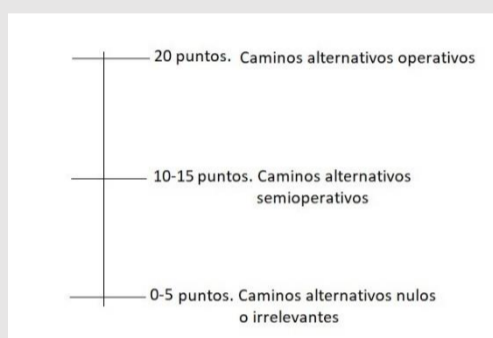 20 puntos. Caminos alternativos operativos
10-15 puntos. Caminos alternativos
semioperativos
0-5 puntos. Caminos alternativos nulos
o irrelevantes